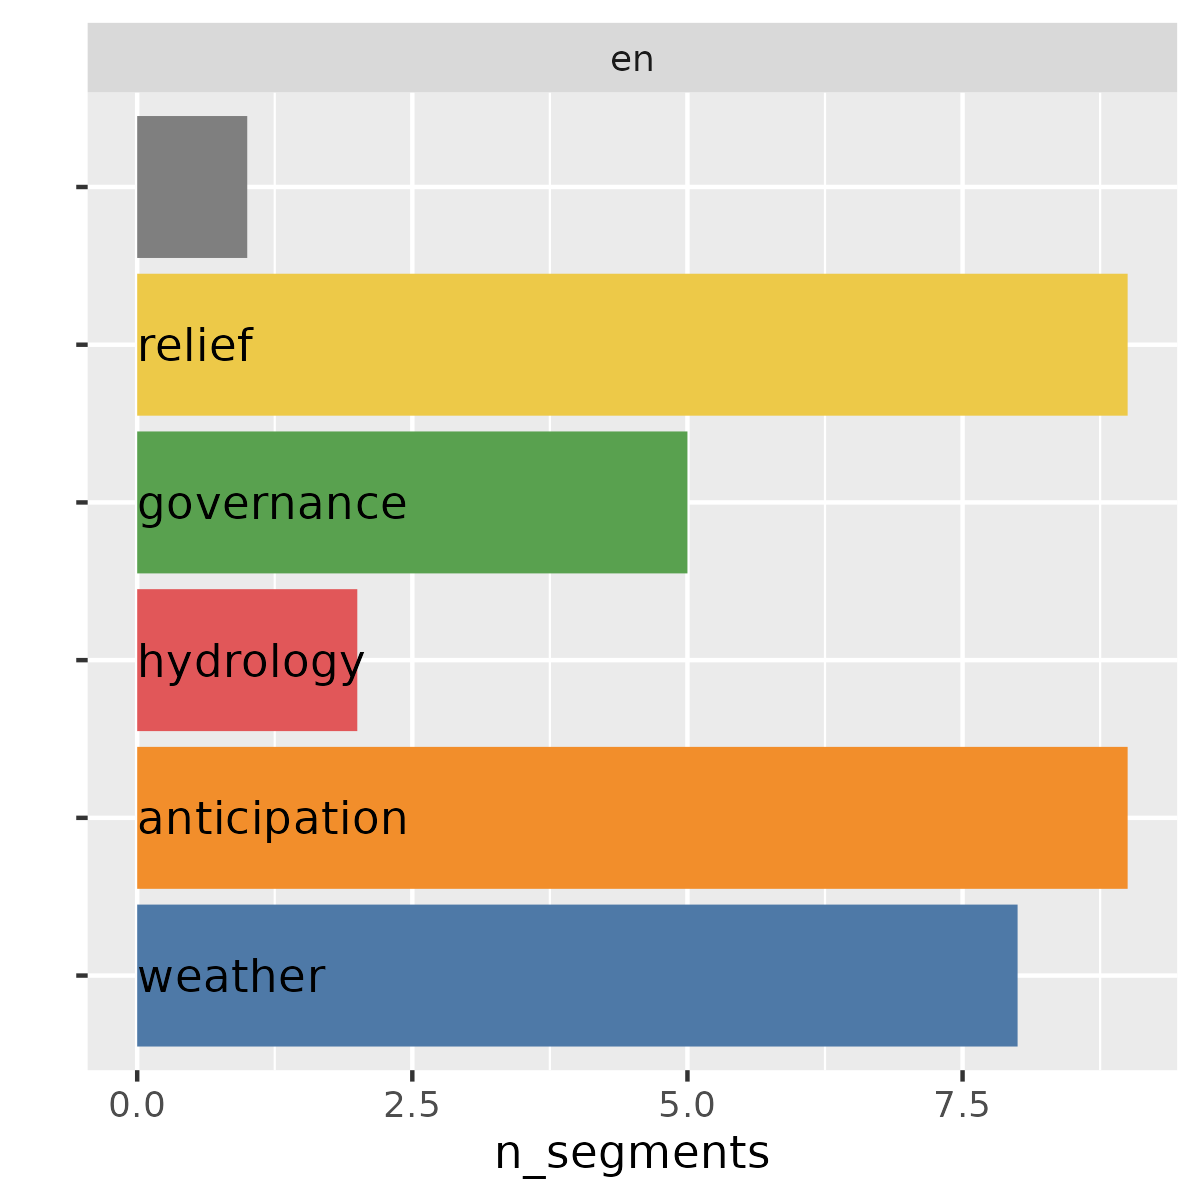 en
relief
governance
hydrology
anticipation
weather
0.0 2.5 5.0 7.5
n_segments